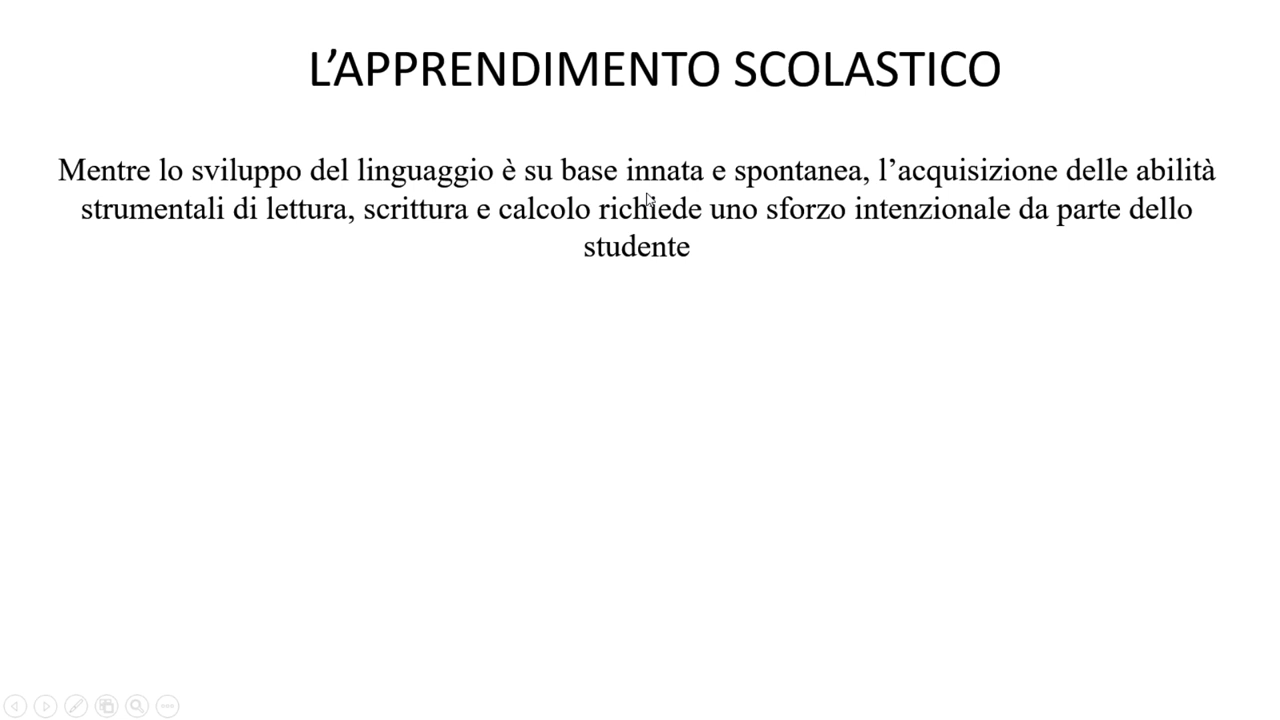 L’APPRENDIMENTO SCOLASTICO
Mentre lo sviluppo del linguaggio è su base innata e spontanea, l’acquisizione delle abilità
strumentali di lettura, scrittura e calcolo richiede uno sforzo intenzionale da parte dello
studente